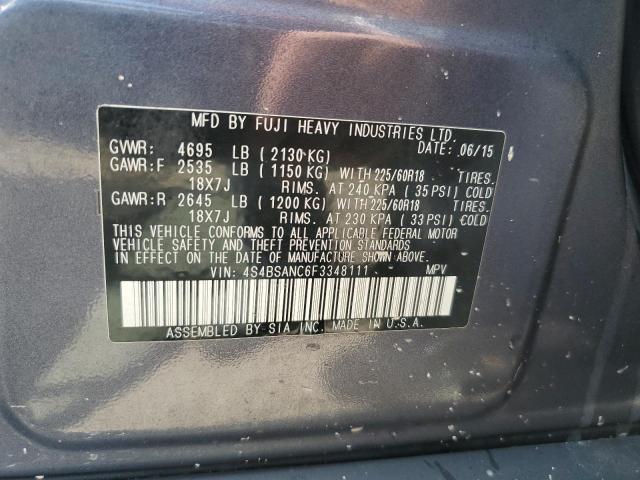 MFD BY FUJI HEAVY INDUSTRIES LTD.
GVWR: 4695 LB (2130 KG) DATE: 06/15
GAWR:F 2535 LB (1150 KG) WITH 225/60R18 TIRES.
18X7J RIMS. AT 240 KPA (35 PSI) COLD
GAWR:R 2645 LB (1200 KG) WITH 225/60R18 TIRES.
18X7J RIMS. AT 230 KPA (33 PSI) COLD
THIS VEHICLE CONFORMS TO ALL APPLICABLE FEDERAL MOTOR
VEHICLE SAFETY AND THEFT PREVENTION STANDARDS
IN EFFECT ON THE DATE OF MANUFACTURE SHOWN ABOVE.
VIN: 4S4BSANC6F3348111 MPV
ASSEMBLED BY SIA INC. MADE IN U.S.A.